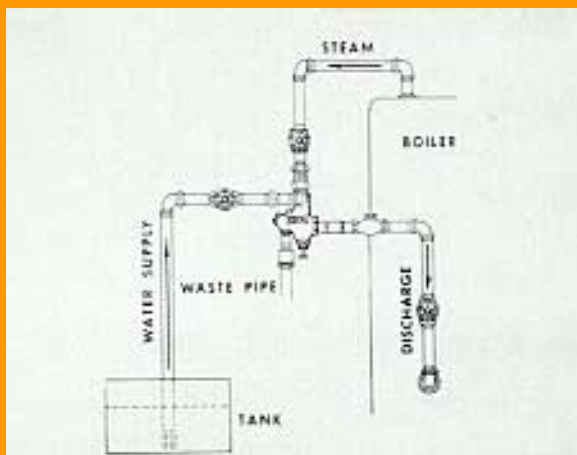 STEAM
BOILER
WATER SUPPLY
WASTE PIPE
DISCHARGE
TANK